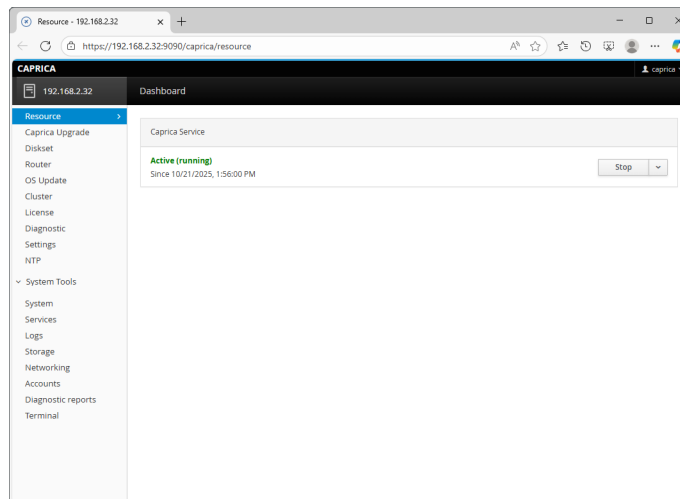 Resource - 192.168.2.32
https://192.168.2.32:9090/caprica/resource
CAPRICA
caprica
192.168.2.32
Dashboard
Resource
Caprica Upgrade
Diskset
Router
OS Update
Cluster
License
Diagnostic
Settings
NTP
System Tools
System
Services
Logs
Storage
Networking
Accounts
Diagnostic reports
Terminal
Caprica Service
Active (running)
Since 10/21/2025, 1:56:00 PM
Stop